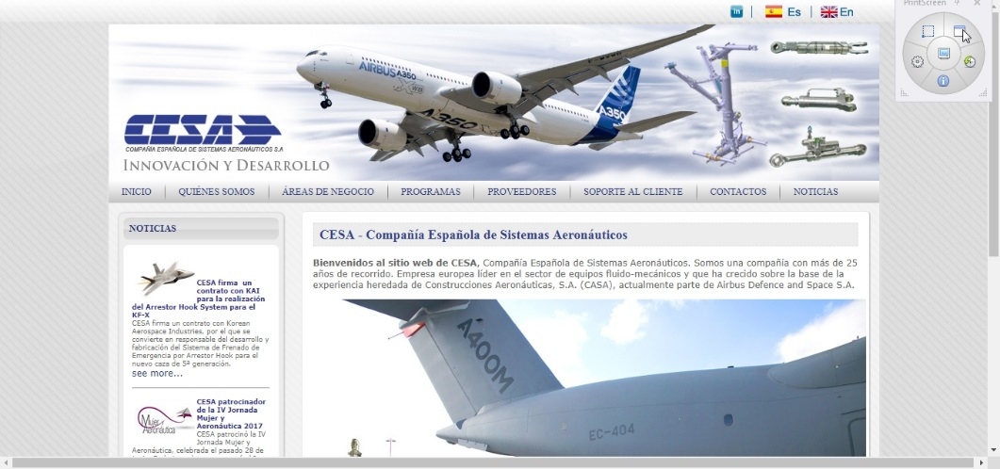 PrintScreen ? ×
in | Es | En
AIRBUS A350
XWB
A350
A350
CESA
COMPAÑIA ESPAÑOLA DE SISTEMAS AERONÁUTICOS S.A
INNOVACIÓN Y DESARROLLO
INICIO | QUIÉNES SOMOS | ÁREAS DE NEGOCIO | PROGRAMAS | PROVEEDORES | SOPORTE AL CLIENTE | CONTACTOS | NOTICIAS
NOTICIAS
CESA firma un
contrato con KAI
para la realización
del Arrestor Hook System para el
KF-X
CESA firma un contrato con Korean
Aerospace Industries, por el que se
convierte en responsable del desarrollo y
fabricación del Sistema de Frenado de
Emergencia por Arrestor Hook para el
nuevo caza de 5ª generación.
see more...
Mujer y
Aeronáutica
CESA patrocinador
de la IV Jornada
Mujer y
Aeronáutica 2017
CESA patrocinó la IV
Jornada Mujer y
Aeronáutica, celebrada el pasado 28 de
CESA - Compañía Española de Sistemas Aeronáuticos
Bienvenidos al sitio web de CESA, Compañía Española de Sistemas Aeronáuticos. Somos una compañía con más de 25
años de recorrido. Empresa europea líder en el sector de equipos fluido-mecánicos y que ha crecido sobre la base de la
experiencia heredada de Construcciones Aeronáuticas, S.A. (CASA), actualmente parte de Airbus Defence and Space S.A.
A400M
EC-404